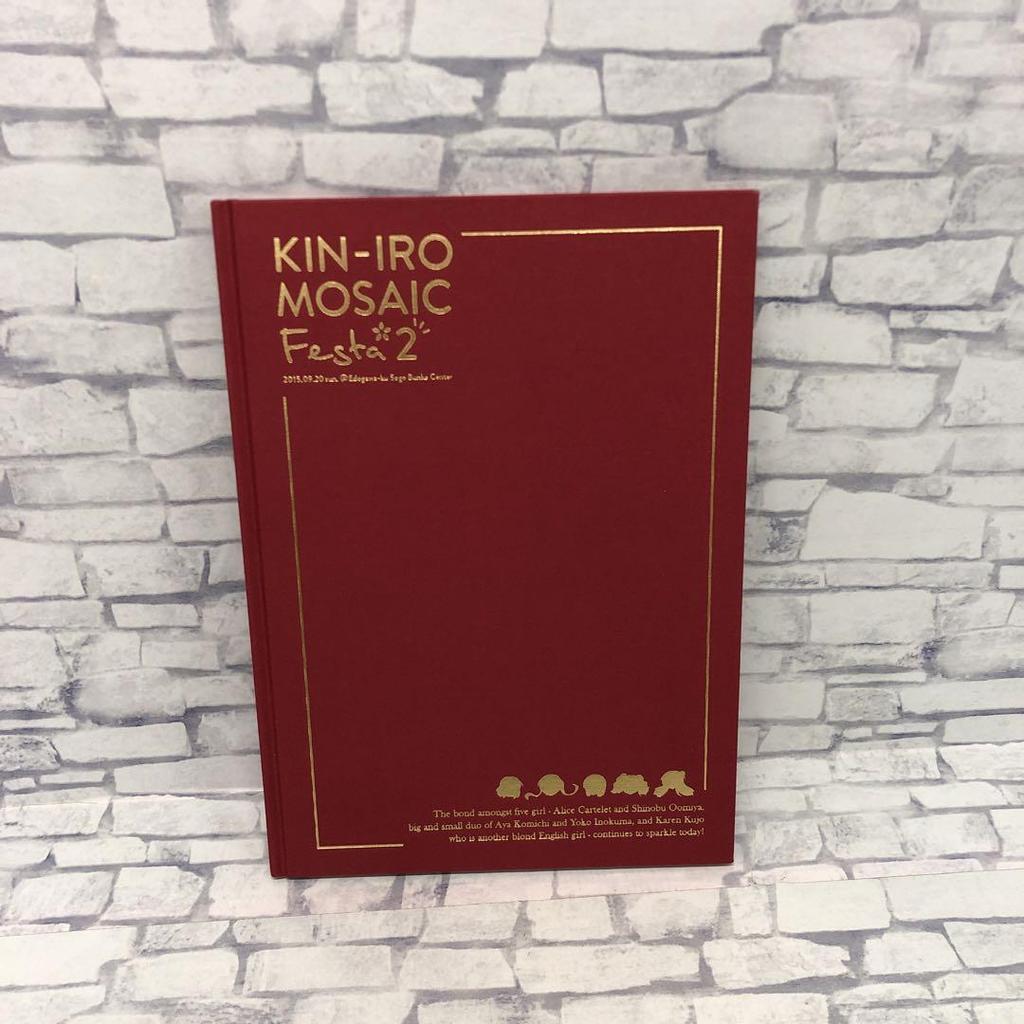 KIN-IRO
MOSAIC
Festa 2
2015.09.20 sun. @Edogawa-ku Sogo Bunka Center
The bond amongst five girl - Alice Cartelet and Shinobu Oomiya,
big and small duo of Aya Komichi and Yoko Inokuma, and Karen Kujo
who is another blond English girl - continues to sparkle today!